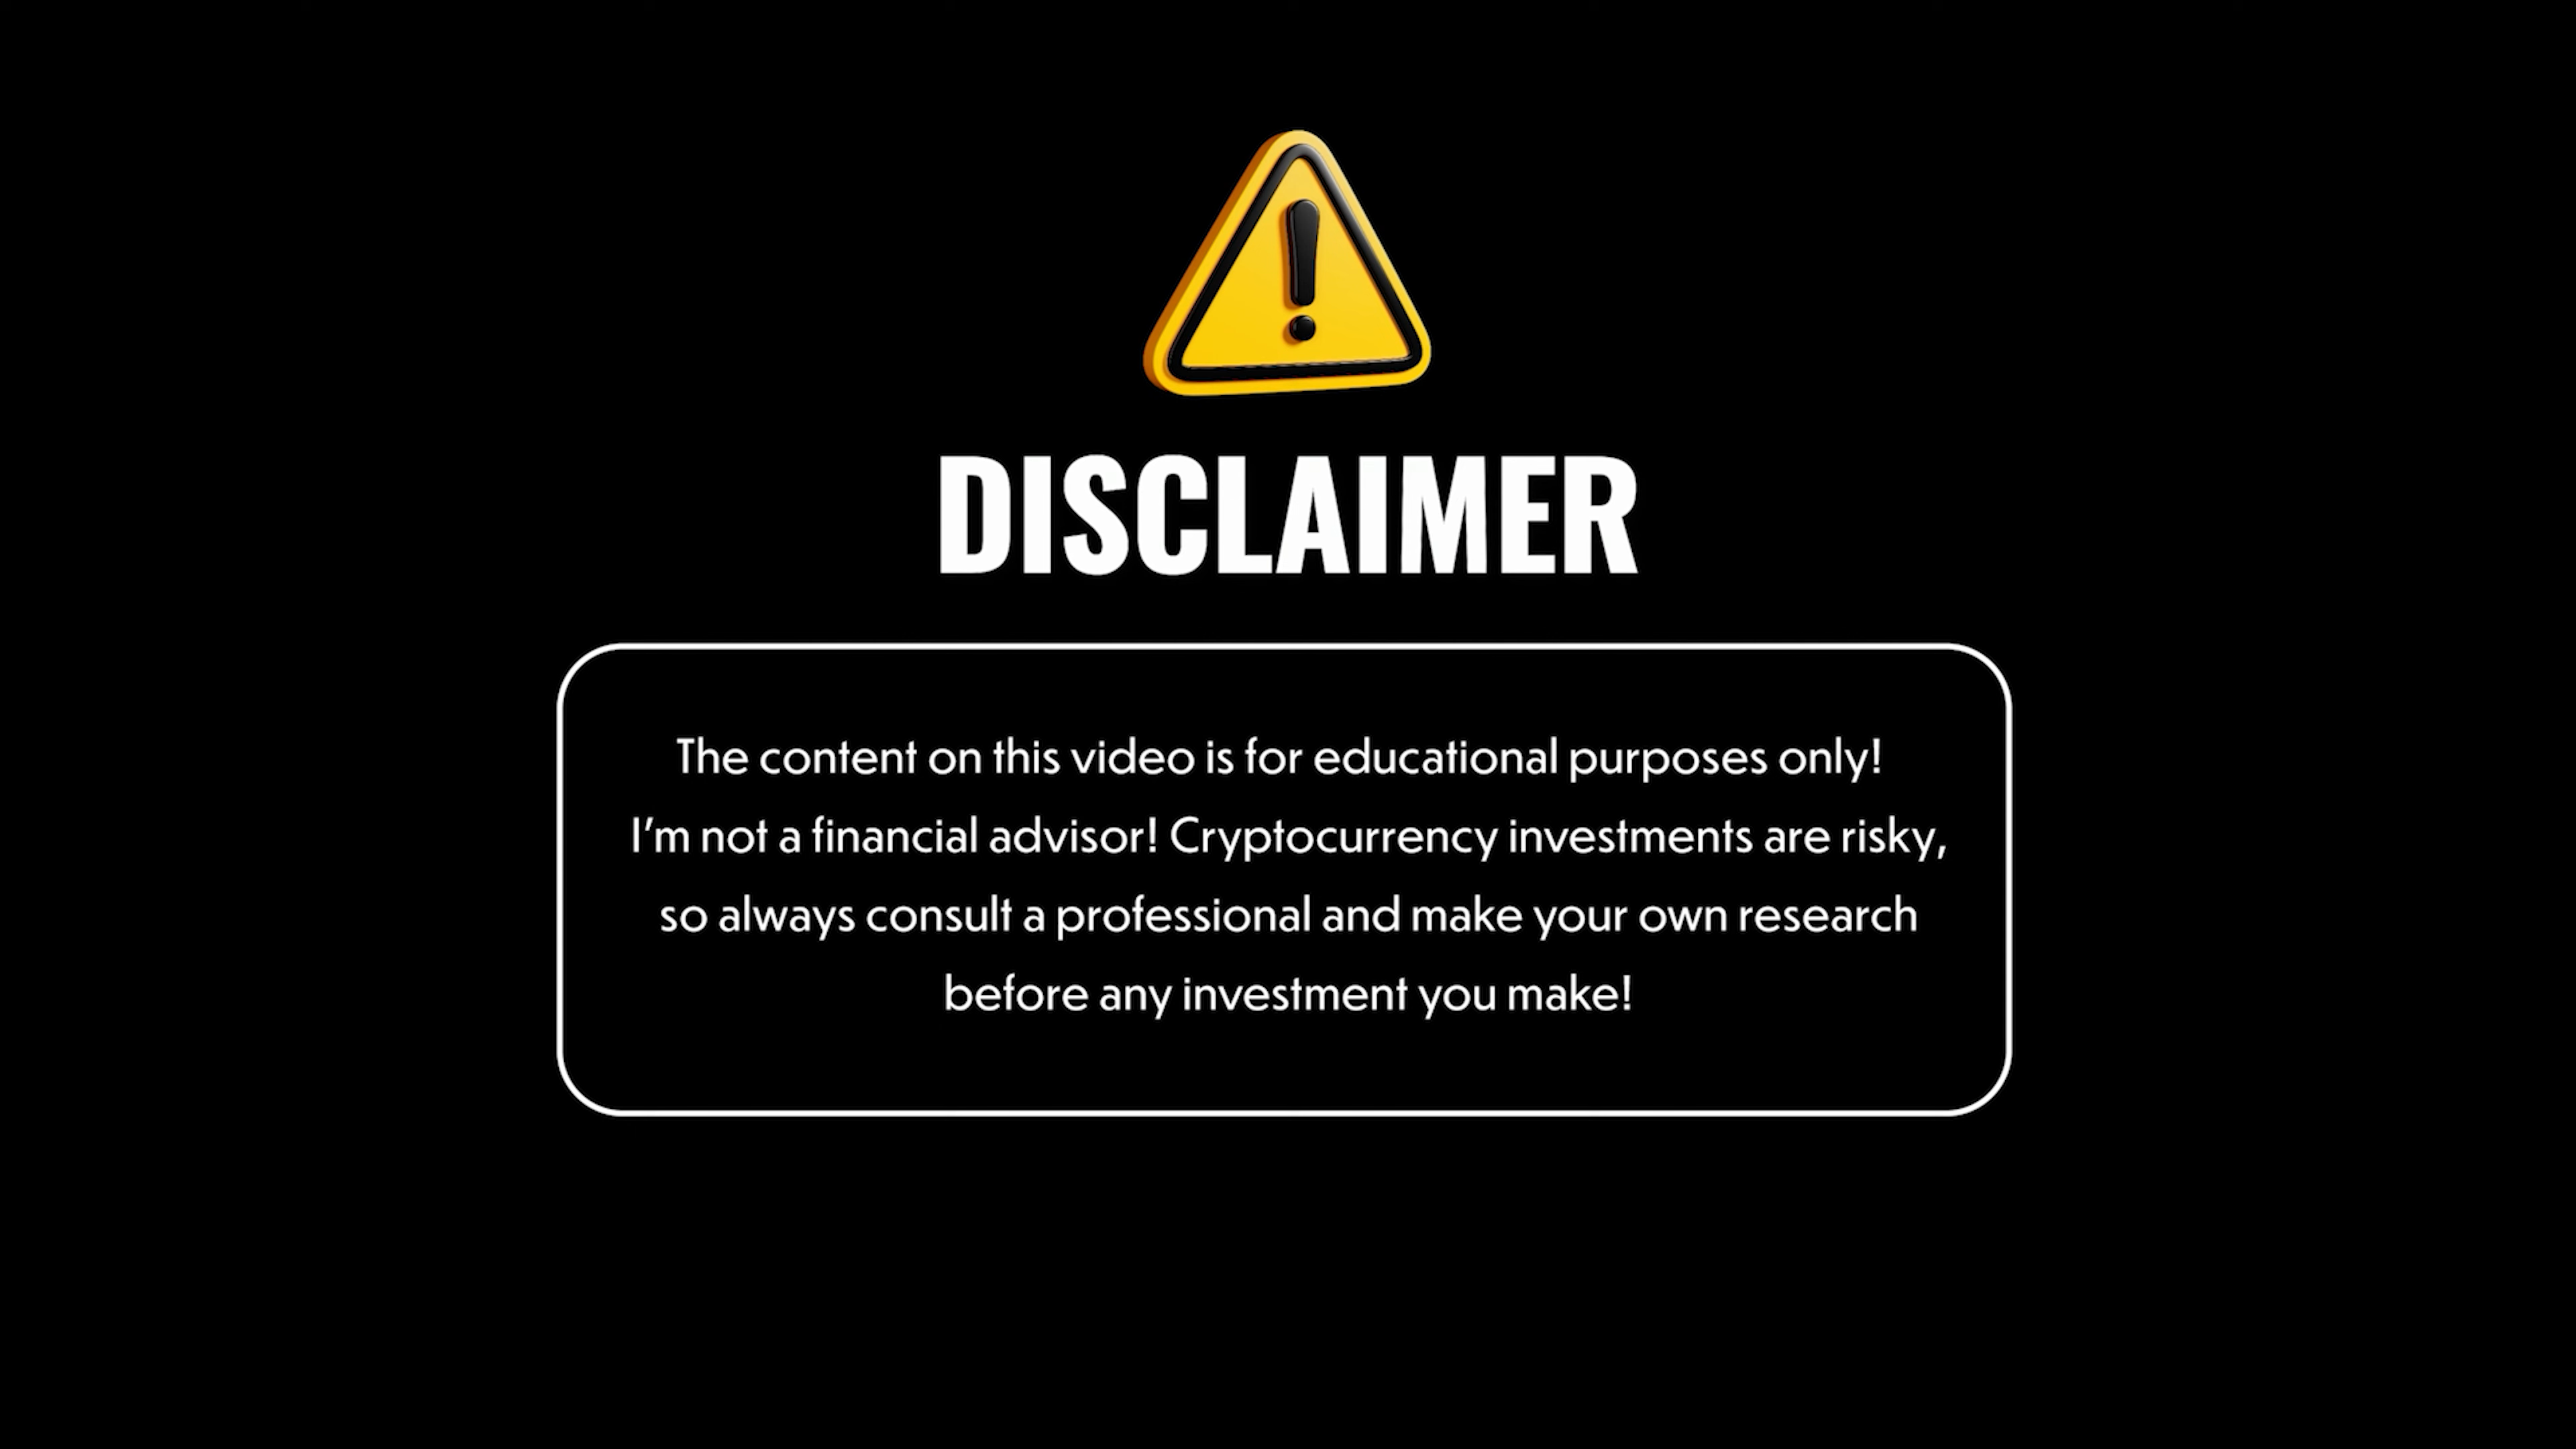 DISCLAIMER
The content on this video is for educational purposes only!
I'm not a financial advisor! Cryptocurrency investments are risky,
so always consult a professional and make your own research
before any investment you make!